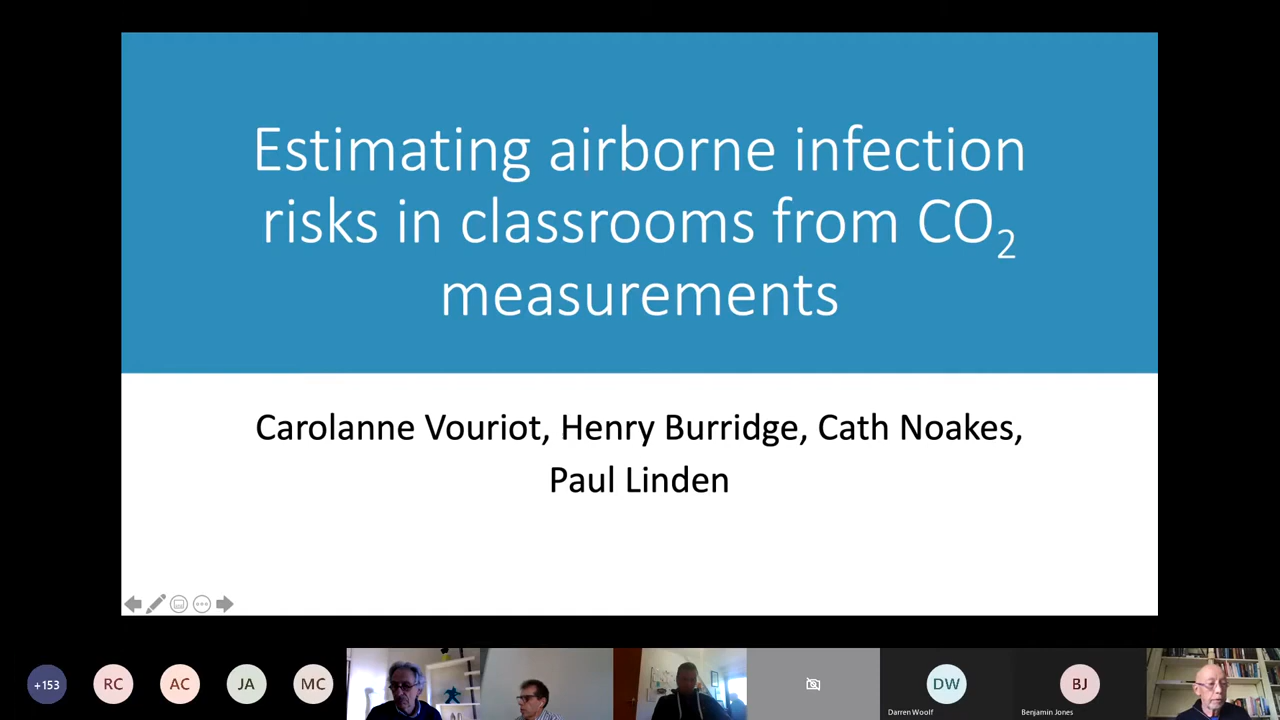 Estimating airborne infection
risks in classrooms from CO₂
measurements
Carolanne Vouriot, Henry Burridge, Cath Noakes,
Paul Linden
+153
RC
AC
JA
MC
DW
Darren Woolf
BJ
Benjamin Jones